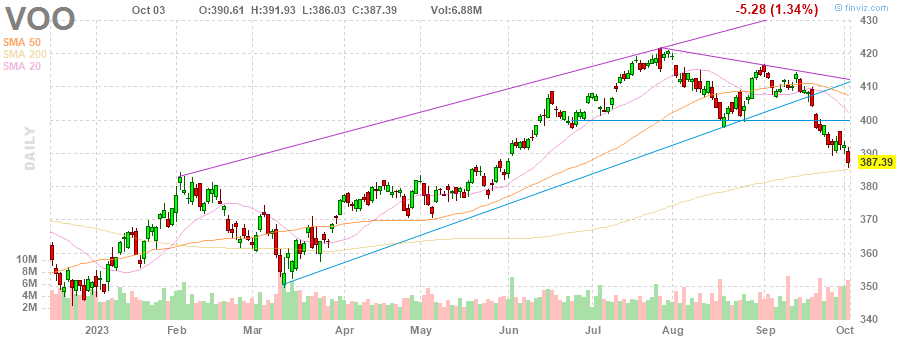 VOO Oct 03 O:390.61 H:391.93 L:386.03 C:387.39 Vol:6.88M -5.28 (1.34%) © finviz.com
SMA 50
SMA 200
SMA 20
DAILY
430
420
410
400
390
387.39
380
370
360
350
340
10M
8M
6M
4M
2M
2023 Feb Mar Apr May Jun Jul Aug Sep Oct